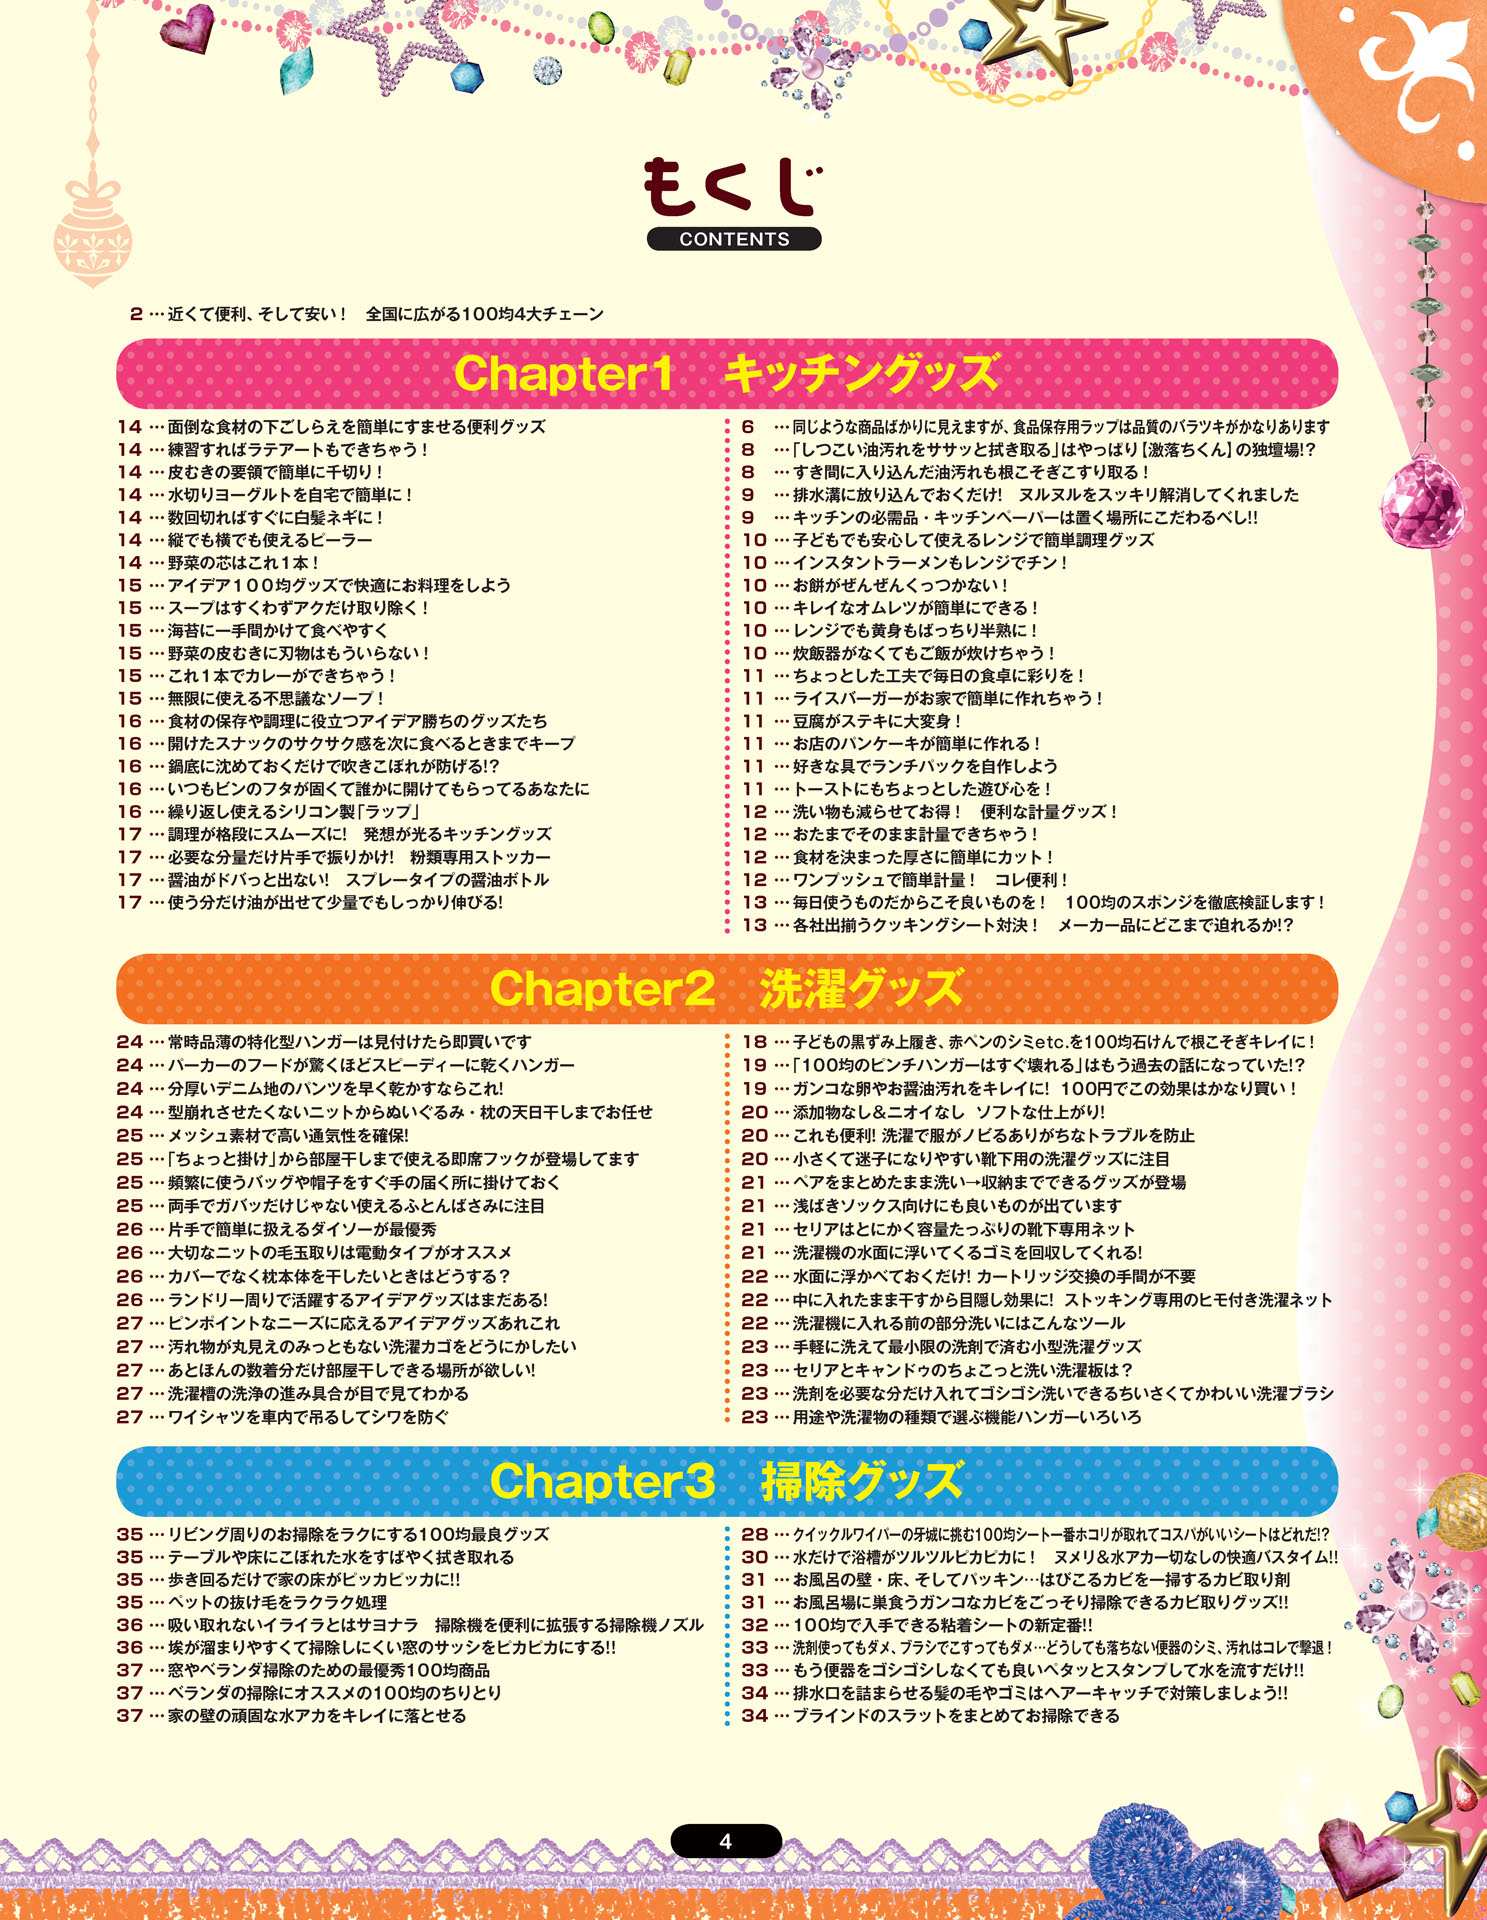 もくじ
CONTENTS
2 …近くて便利、そして安い！　全国に広がる100均4大チェーン
Chapter1　キッチングッズ
6 …同じような商品ばかりに見えますが、食品保存用ラップは品質のバラツキがかなりあります
8 …「しつこい油汚れをササッと拭き取る」はやっぱり【激落ちくん】の独壇場!?
8 …すき間に入り込んだ油汚れも根こそぎこすり取る！
9 …排水溝に放り込んでおくだけ!　ヌルヌルをスッキリ解消してくれました
9 …キッチンの必需品・キッチンペーパーは置く場所にこだわるべし!!
10 …子どもでも安心して使えるレンジで簡単調理グッズ
10 …インスタントラーメンもレンジでチン！
10 …お餅がぜんぜんくっつかない！
10 …キレイなオムレツが簡単にできる！
10 …レンジでも黄身もばっちり半熟に！
10 …炊飯器がなくてもご飯が炊けちゃう！
11 …ちょっとした工夫で毎日の食卓に彩りを！
11 …ライスバーガーがお家で簡単に作れちゃう！
11 …豆腐がステキに大変身！
11 …お店のパンケーキが簡単に作れる！
11 …好きな具でランチパックを自作しよう
11 …トーストにもちょっとした遊び心を！
12 …洗い物も減らせてお得！　便利な計量グッズ！
12 …おたまでそのまま計量できちゃう！
12 …食材を決まった厚さに簡単にカット！
12 …ワンプッシュで簡単計量！　コレ便利！
13 …毎日使うものだからこそ良いものを！　100均のスポンジを徹底検証します！
13 …各社出揃うクッキングシート対決！　メーカー品にどこまで迫れるか!?
14 …面倒な食材の下ごしらえを簡単にすませる便利グッズ
14 …練習すればラテアートもできちゃう！
14 …皮むきの要領で簡単に千切り！
14 …水切りヨーグルトを自宅で簡単に！
14 …数回切ればすぐに白髪ネギに！
14 …縦でも横でも使えるピーラー
14 …野菜の芯はこれ１本！
15 …アイデア１００均グッズで快適にお料理をしよう
15 …スープはすくわずアクだけ取り除く！
15 …海苔に一手間かけて食べやすく
15 …野菜の皮むきに刃物はもういらない！
15 …これ１本でカレーができちゃう！
15 …無限に使える不思議なソープ！
16 …食材の保存や調理に役立つアイデア勝ちのグッズたち
16 …開けたスナックのサクサク感を次に食べるときまでキープ
16 …鍋底に沈めておくだけで吹きこぼれが防げる!?
16 …いつもビンのフタが固くて誰かに開けてもらってるあなたに
16 …繰り返し使えるシリコン製「ラップ」
17 …調理が格段にスムーズに!　発想が光るキッチングッズ
17 …必要な分量だけ片手で振りかけ!　粉類専用ストッカー
17 …醤油がドバっと出ない!　スプレータイプの醤油ボトル
17 …使う分だけ油が出せて少量でもしっかり伸びる!
Chapter2　洗濯グッズ
18 …子どもの黒ずみ上履き、赤ペンのシミetc.を100均石けんで根こそぎキレイに！
19 …「100均のピンチハンガーはすぐ壊れる」はもう過去の話になっていた!?
19 …ガンコな卵やお醤油汚れをキレイに!　100円でこの効果はかなり買い！
20 …添加物なし＆ニオイなし　ソフトな仕上がり!
20 …これも便利! 洗濯で服がノビるありがちなトラブルを防止
20 …小さくて迷子になりやすい靴下用の洗濯グッズに注目
21 …ペアをまとめたまま洗い→収納までできるグッズが登場
21 …浅ばきソックス向けにも良いものが出ています
21 …セリアはとにかく容量たっぷりの靴下専用ネット
21 …洗濯機の水面に浮いてくるゴミを回収してくれる!
22 …水面に浮かべておくだけ! カートリッジ交換の手間が不要
22 …中に入れたまま干すから目隠し効果に!　ストッキング専用のヒモ付き洗濯ネット
22 …洗濯機に入れる前の部分洗いにはこんなツール
23 …手軽に洗えて最小限の洗剤で済む小型洗濯グッズ
23 …セリアとキャンドゥのちょこっと洗い洗濯板は？
23 …洗剤を必要な分だけ入れてゴシゴシ洗いできるちいさくてかわいい洗濯ブラシ
23 …用途や洗濯物の種類で選ぶ機能ハンガーいろいろ
24 …常時品薄の特化型ハンガーは見付けたら即買いです
24 …パーカーのフードが驚くほどスピーディーに乾くハンガー
24 …分厚いデニム地のパンツを早く乾かすならこれ!
24 …型崩れさせたくないニットからぬいぐるみ・枕の天日干しまでお任せ
25 …メッシュ素材で高い通気性を確保!
25 …「ちょっと掛け」から部屋干しまで使える即席フックが登場してます
25 …頻繁に使うバッグや帽子をすぐ手の届く所に掛けておく
25 …両手でガバッだけじゃない使えるふとんばさみに注目
26 …片手で簡単に扱えるダイソーが最優秀
26 …大切なニットの毛玉取りは電動タイプがオススメ
26 …カバーでなく枕本体を干したいときはどうする？
26 …ランドリー周りで活躍するアイデアグッズはまだある!
27 …ピンポイントなニーズに応えるアイデアグッズあれこれ
27 …汚れ物が丸見えのみっともない洗濯カゴをどうにかしたい
27 …あとほんの数着分だけ部屋干しできる場所が欲しい!
27 …洗濯槽の洗浄の進み具合が目で見てわかる
27 …ワイシャツを車内で吊るしてシワを防ぐ
Chapter3　掃除グッズ
28 …クイックルワイパーの牙城に挑む100均シート一番ホコリが取れてコスパがいいシートはどれだ!?
30 …水だけで浴槽がツルツルピカピカに！　ヌメリ＆水アカ一切なしの快適バスタイム!!
31 …お風呂の壁・床、そしてパッキン…はびこるカビを一掃するカビ取り剤
31 …お風呂場に巣食うガンコなカビをごっそり掃除できるカビ取りグッズ!!
32 …100均で入手できる粘着シートの新定番!!
33 …洗剤使ってもダメ、ブラシでこすってもダメ…どうしても落ちない便器のシミ、汚れはコレで撃退！
33 …もう便器をゴシゴシしなくても良いペタッとスタンプして水を流すだけ!!
34 …排水口を詰まらせる髪の毛やゴミはヘアーキャッチで対策しましょう!!
34 …ブラインドのスラットをまとめてお掃除できる
35 …リビング周りのお掃除をラクにする100均最良グッズ
35 …テーブルや床にこぼれた水をすばやく拭き取れる
35 …歩き回るだけで家の床がピッカピッカに!!
35 …ペットの抜け毛をラクラク処理
36 …吸い取れないイライラとはサヨナラ　掃除機を便利に拡張する掃除機ノズル
36 …埃が溜まりやすくて掃除しにくい窓のサッシをピカピカにする!!
37 …窓やベランダ掃除のための最優秀100均商品
37 …ベランダの掃除にオススメの100均のちりとり
37 …家の壁の頑固な水アカをキレイに落とせる
4